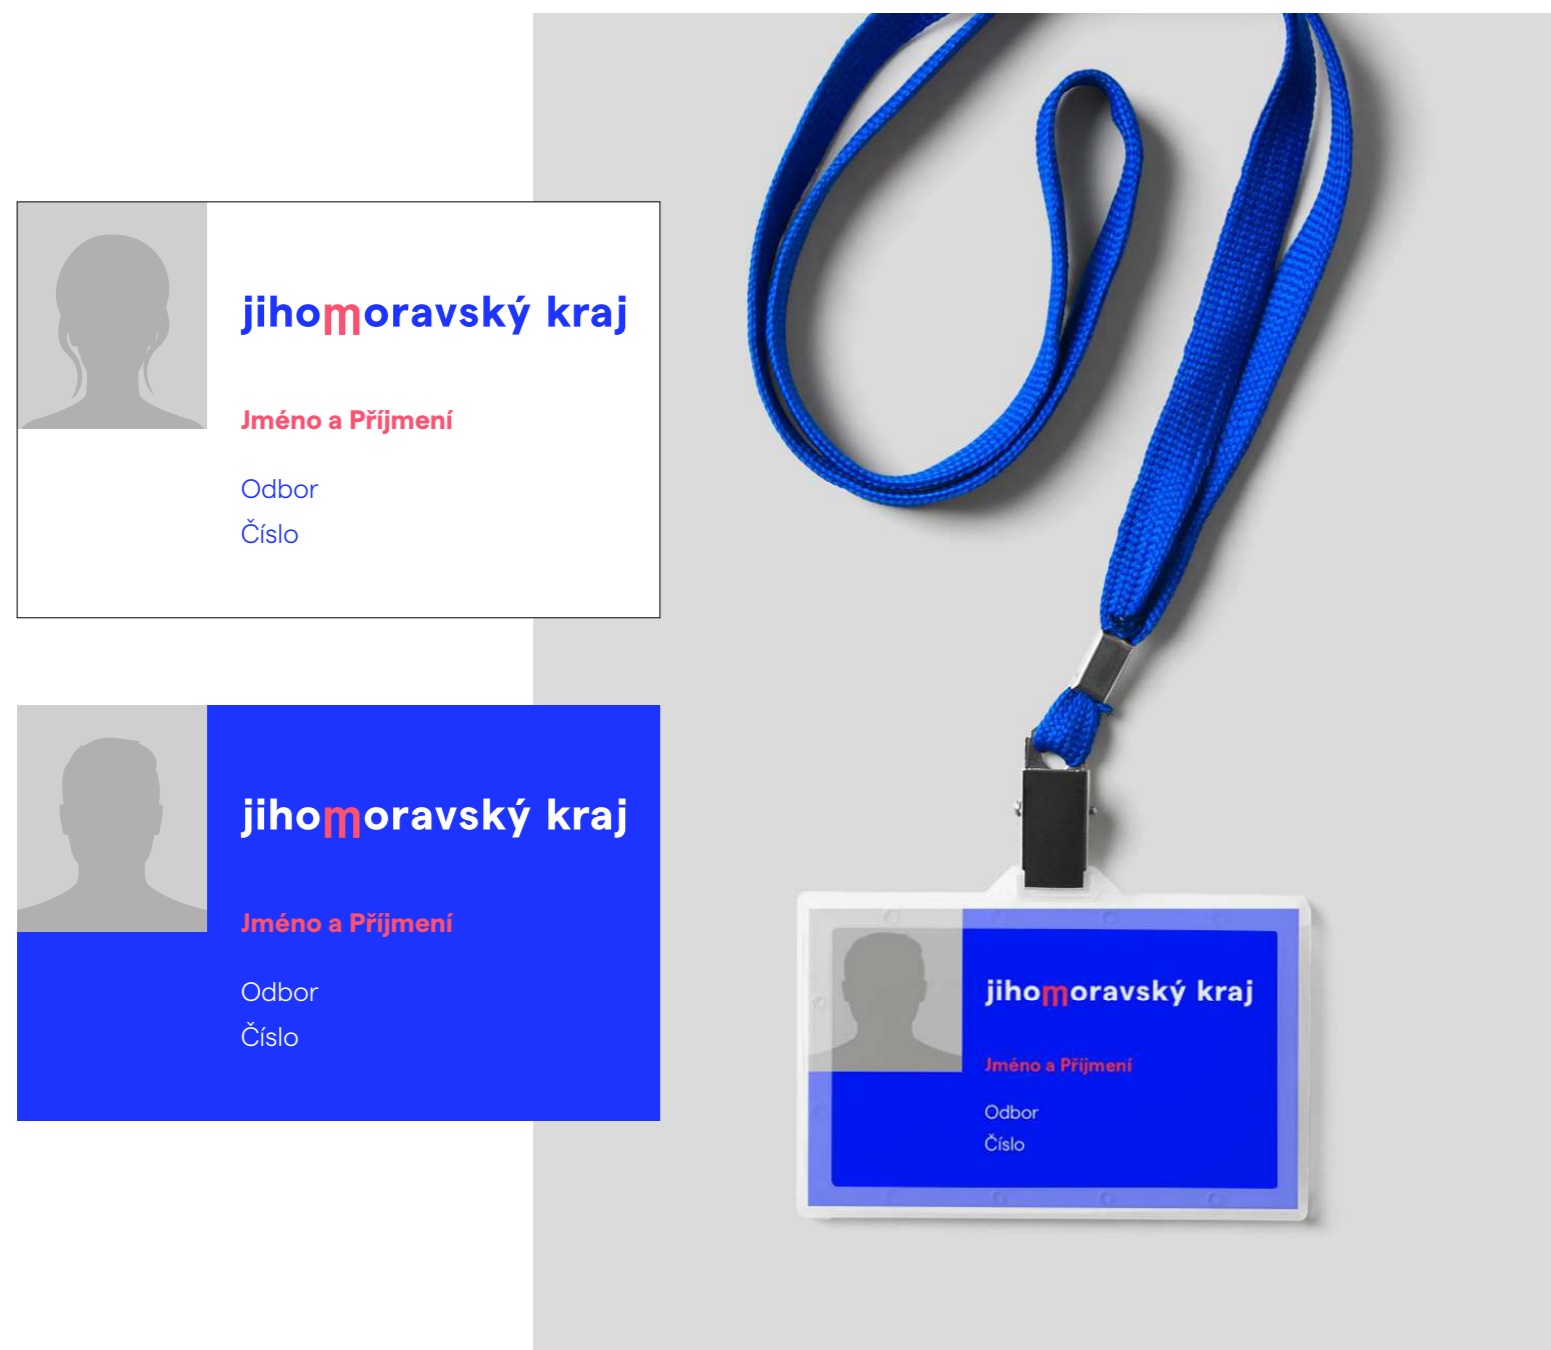 jihomoravský kraj
Jméno a Příjmení
Odbor
Číslo
jihomoravský kraj
Jméno a Příjmení
Odbor
Číslo
jihomoravský kraj
Jméno a Příjmení
Odbor
Číslo